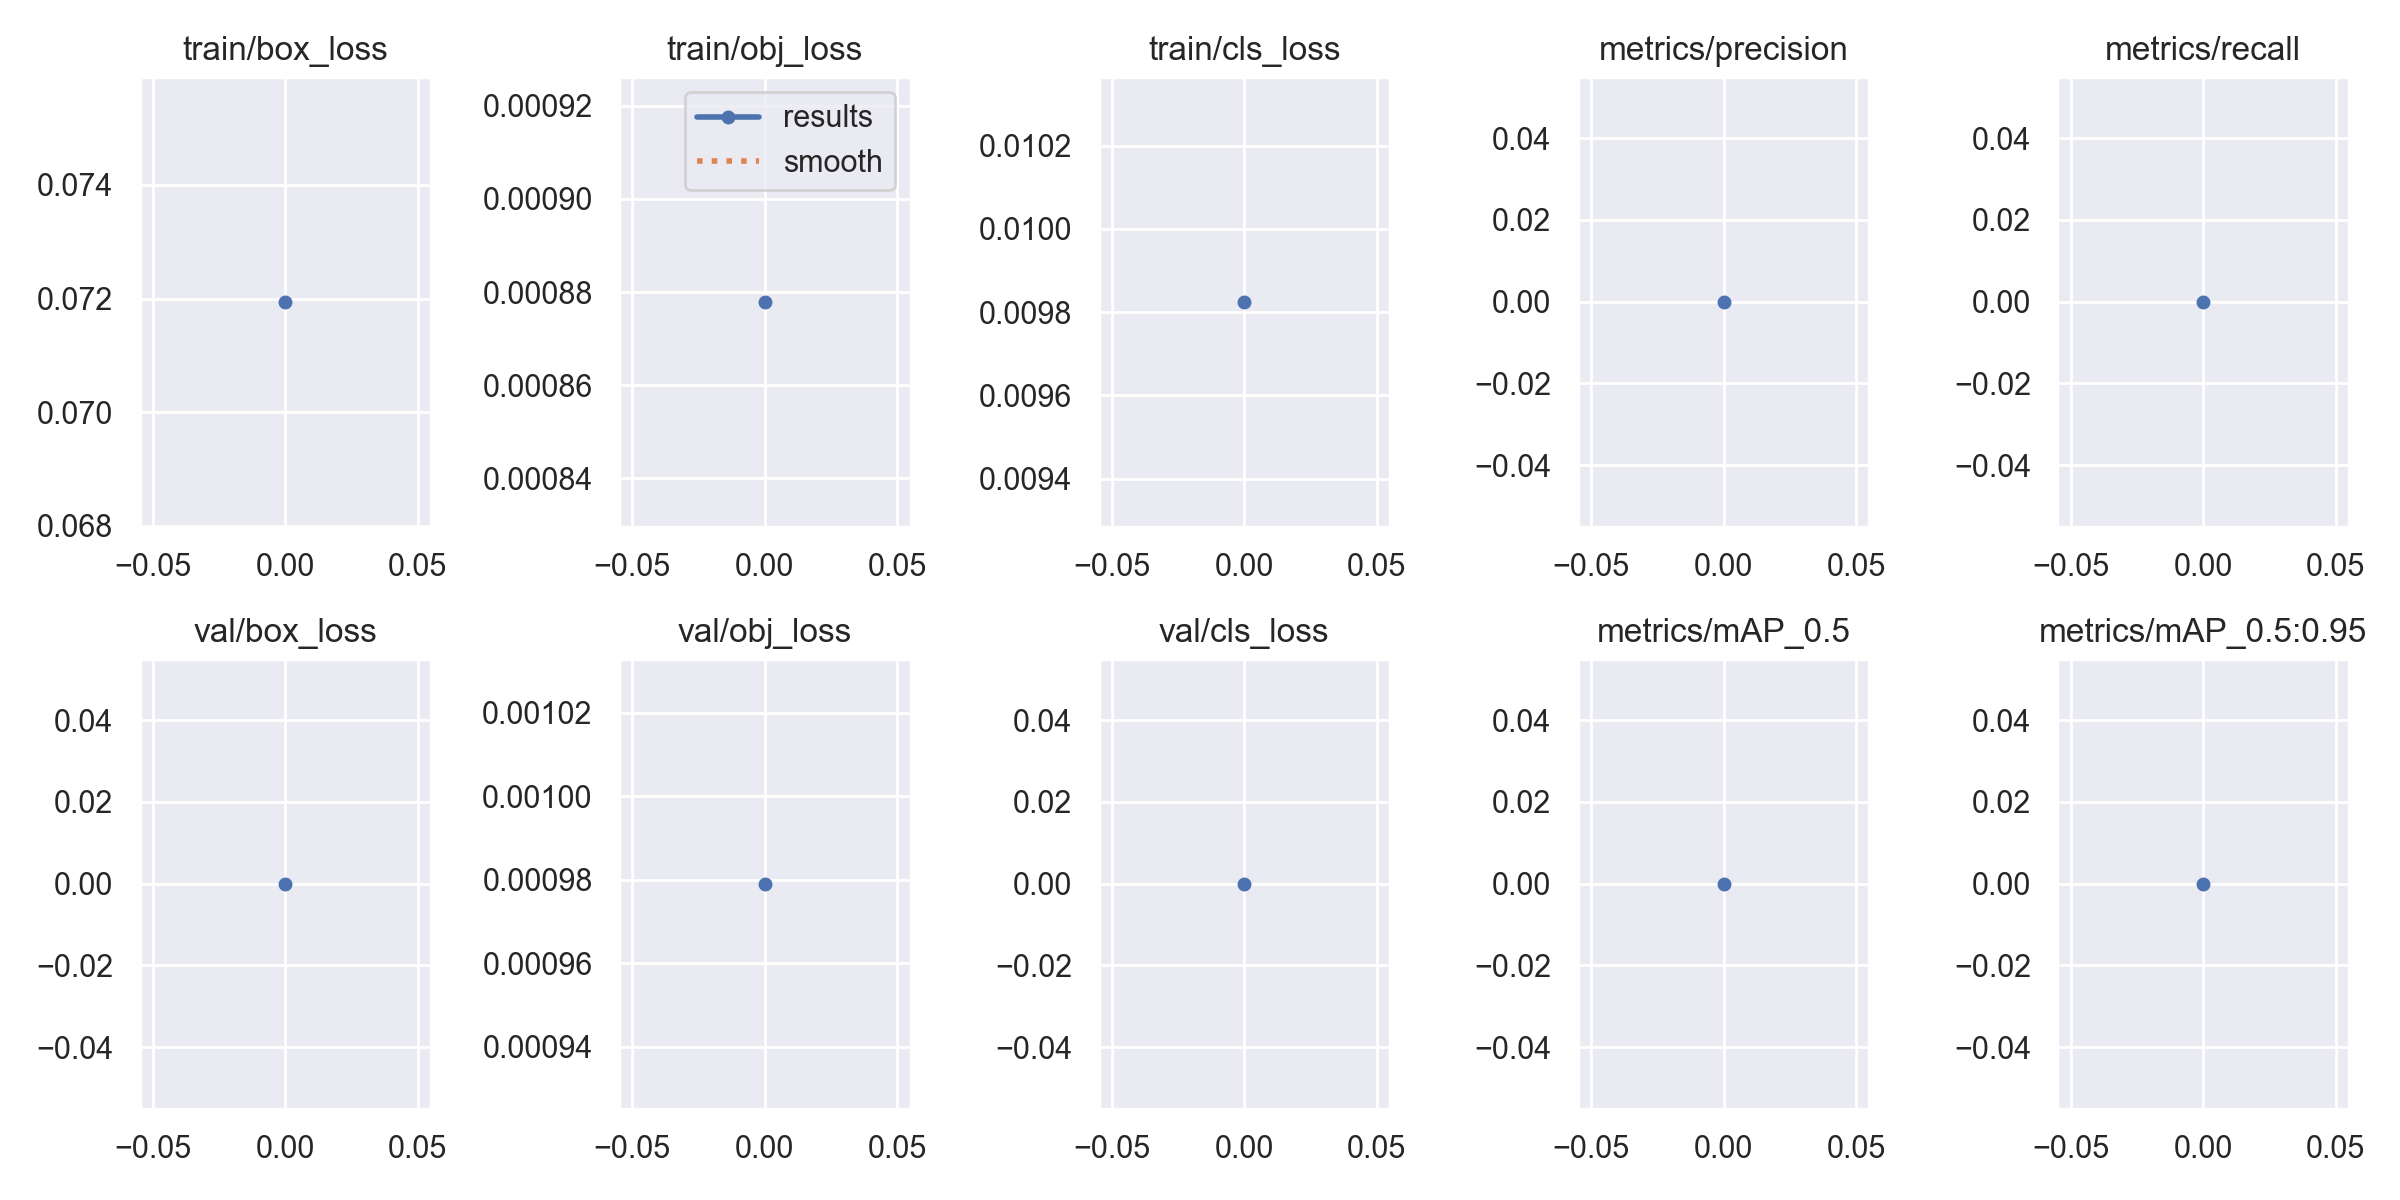 train/box_loss
0.074
0.072
0.070
0.068
−0.05 0.00 0.05
train/obj_loss
results
smooth
0.00092
0.00090
0.00088
0.00086
0.00084
−0.05 0.00 0.05
train/cls_loss
0.0102
0.0100
0.0098
0.0096
0.0094
−0.05 0.00 0.05
metrics/precision
0.04
0.02
0.00
−0.02
−0.04
−0.05 0.00 0.05
metrics/recall
0.04
0.02
0.00
−0.02
−0.04
−0.05 0.00 0.05
val/box_loss
0.04
0.02
0.00
−0.02
−0.04
−0.05 0.00 0.05
val/obj_loss
0.00102
0.00100
0.00098
0.00096
0.00094
−0.05 0.00 0.05
val/cls_loss
0.04
0.02
0.00
−0.02
−0.04
−0.05 0.00 0.05
metrics/mAP_0.5
0.04
0.02
0.00
−0.02
−0.04
−0.05 0.00 0.05
metrics/mAP_0.5:0.95
0.04
0.02
0.00
−0.02
−0.04
−0.05 0.00 0.05